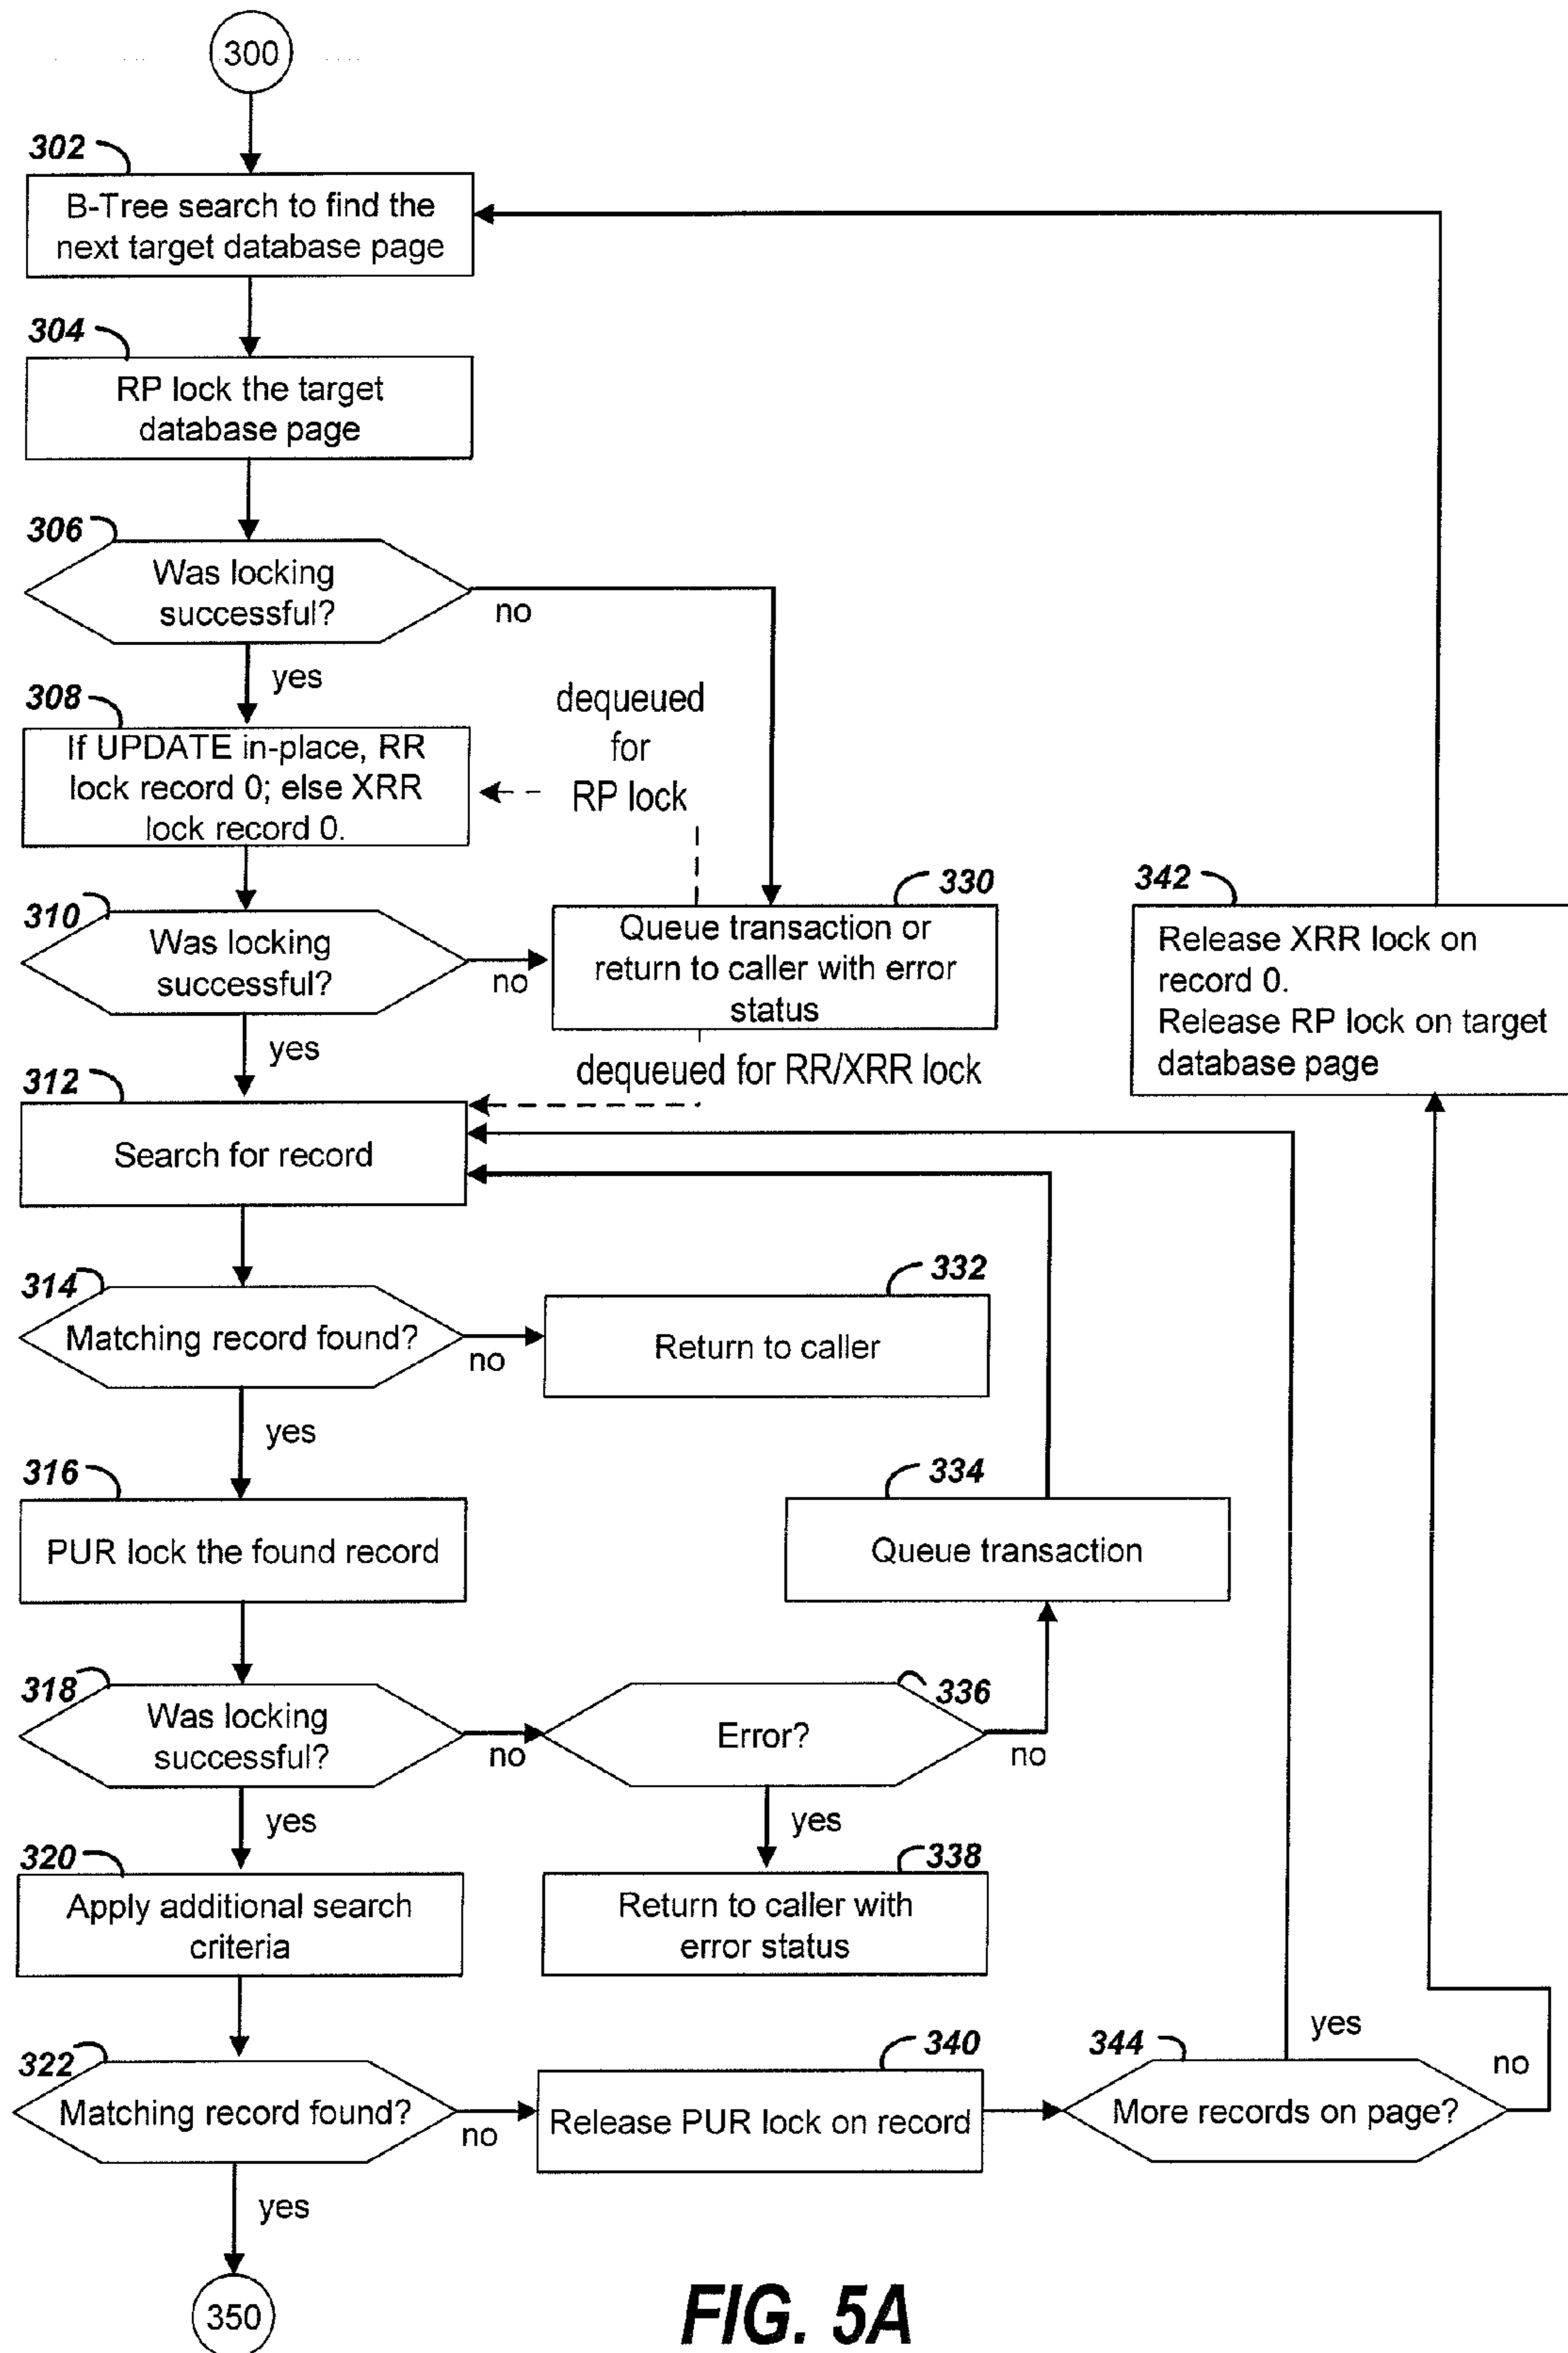 300
302
B-Tree search to find the
next target database page
304
RP lock the target
database page
306
Was locking
successful?
no
yes
308
If UPDATE in-place, RR
lock record 0; else XRR
lock record 0.
dequeued
for
RP lock
310
Was locking
successful?
no
yes
330
Queue transaction or
return to caller with error
status
dequeued for RR/XRR lock
342
Release XRR lock on
record 0.
Release RP lock on target
database page
312
Search for record
314
Matching record found?
no
yes
332
Return to caller
316
PUR lock the found record
334
Queue transaction
318
Was locking
successful?
no
yes
336
Error?
no
yes
320
Apply additional search
criteria
338
Return to caller with
error status
322
Matching record found?
no
yes
340
Release PUR lock on record
344
More records on page?
yes
no
350
FIG. 5A